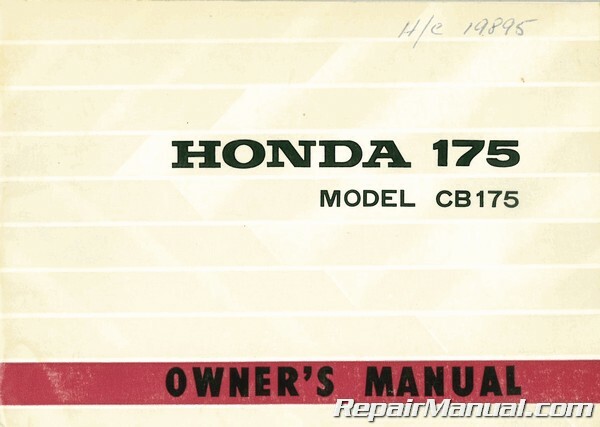 H/C 19895
HONDA 175
MODEL CB175
OWNER'S MANUAL
RepairManual.com